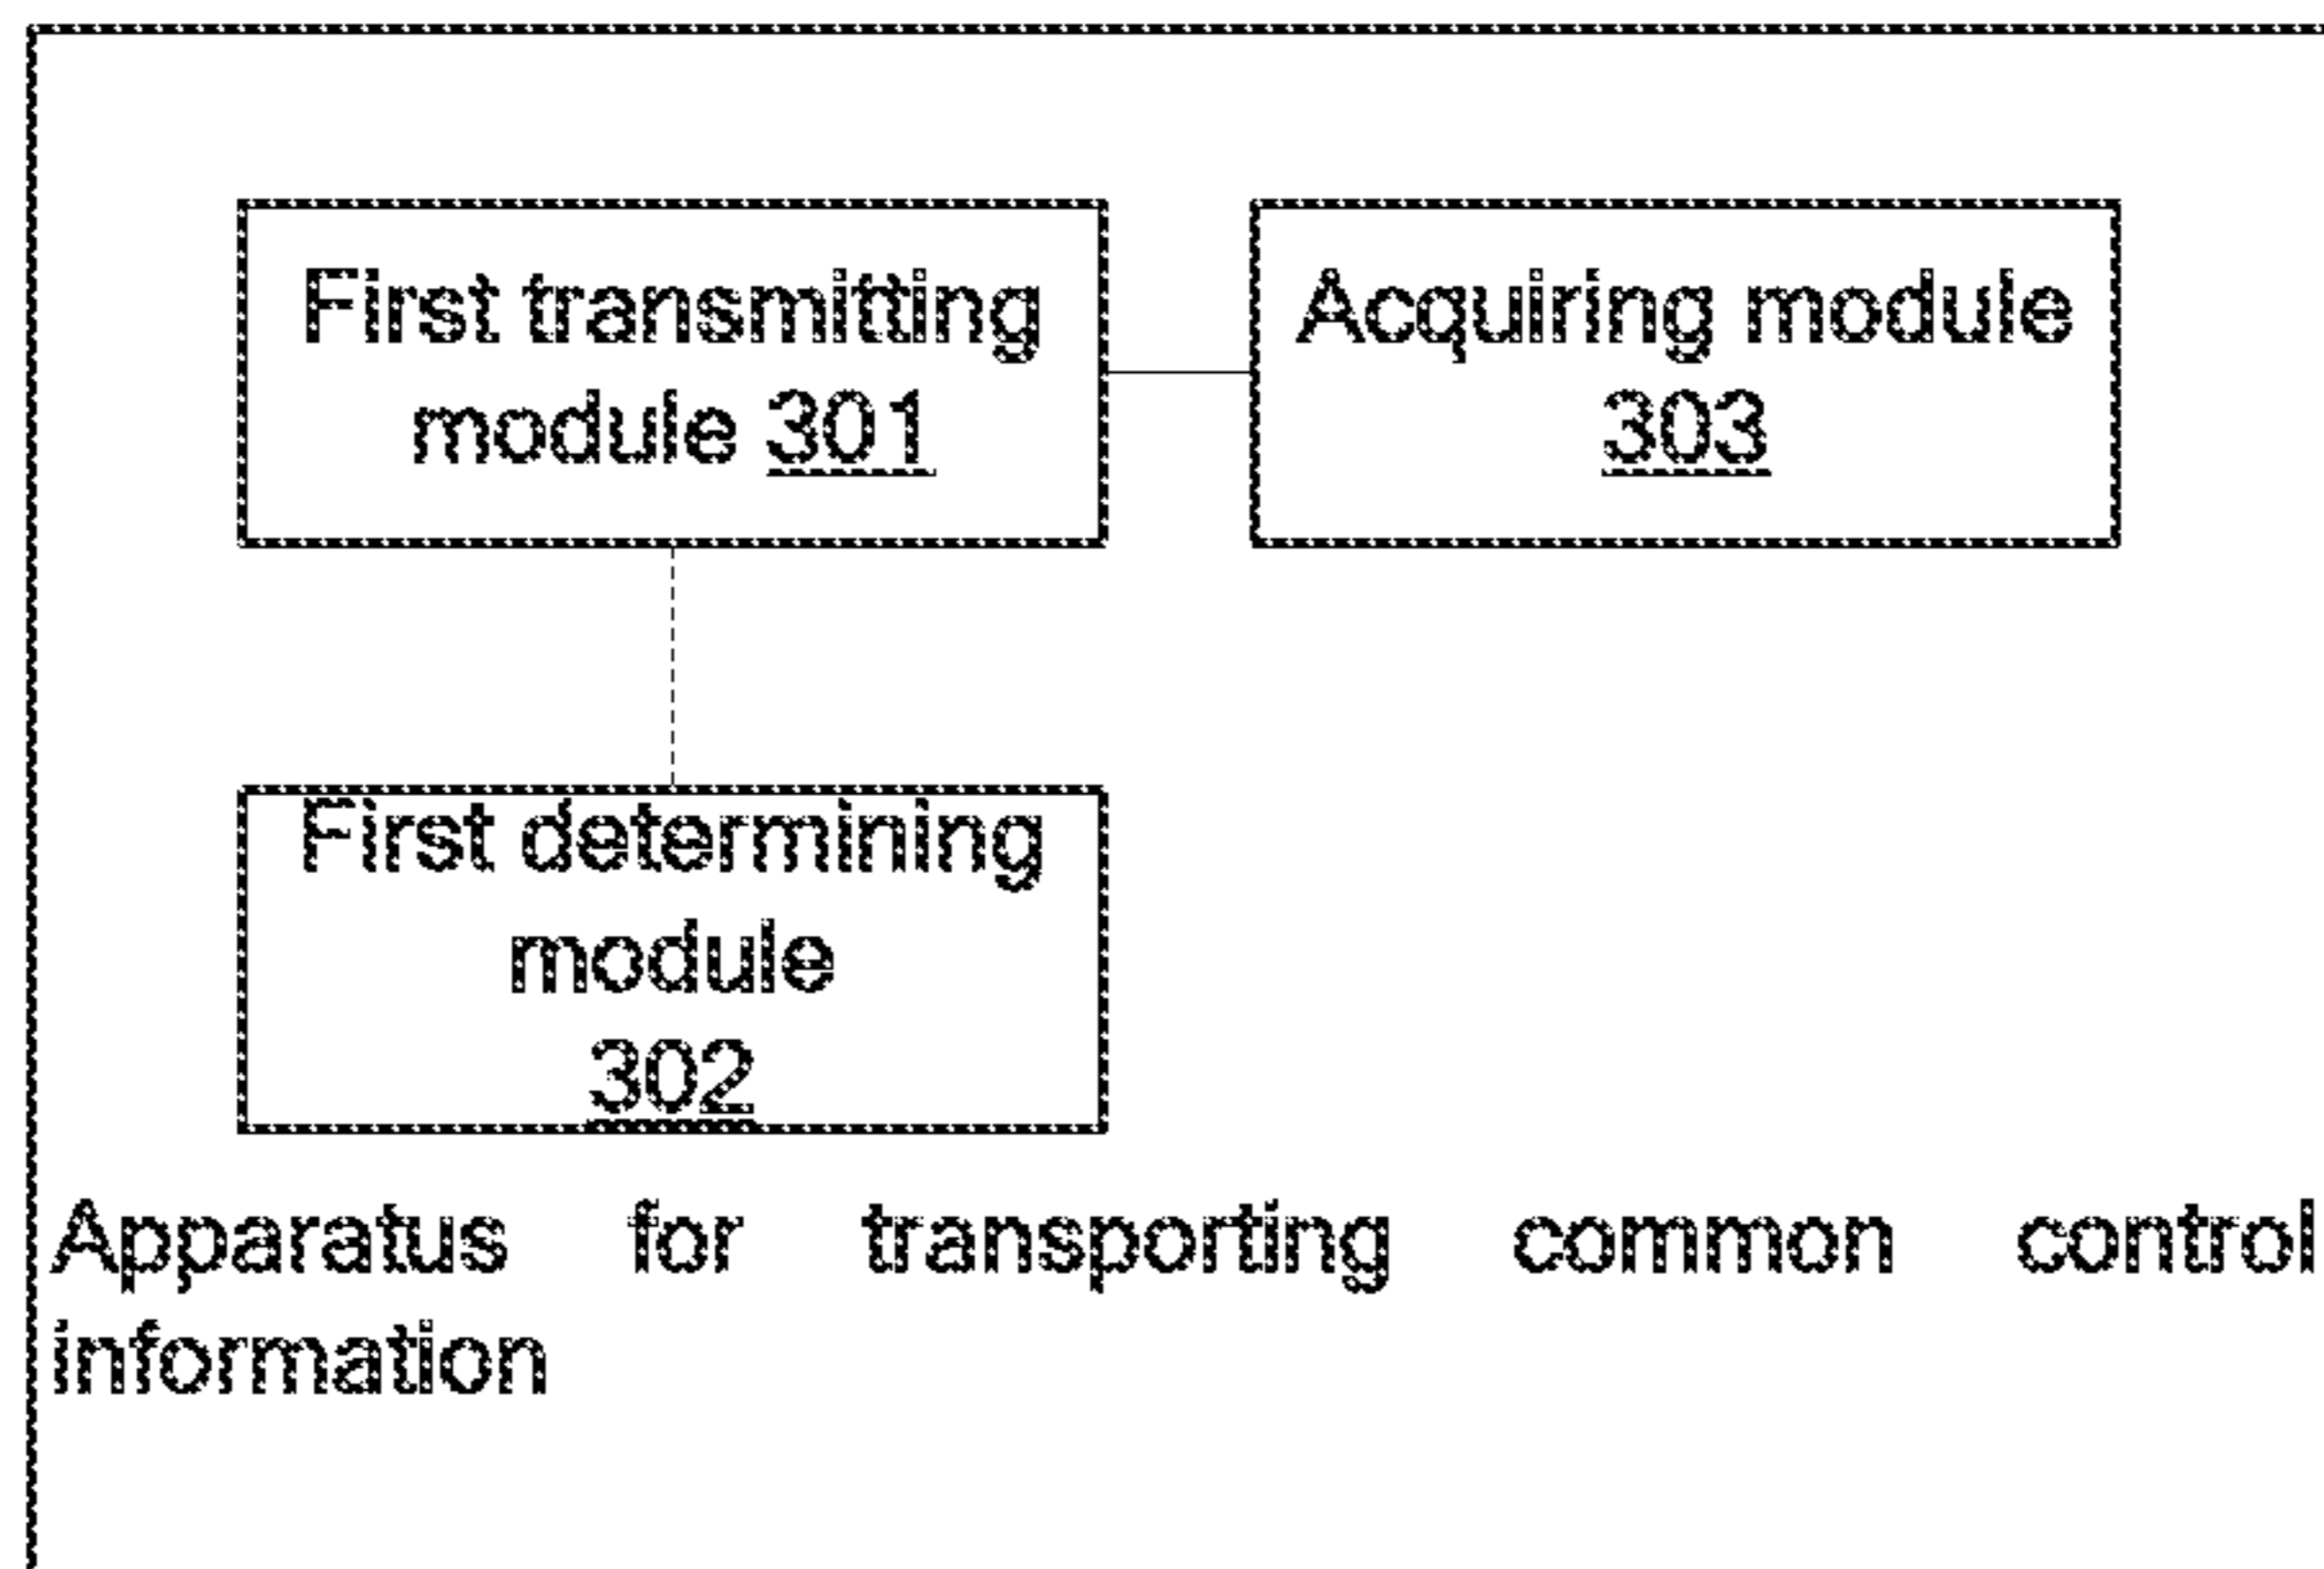 First transmitting
module 301
Acquiring module
303
First determining
module
302
Apparatus for transporting common control
information